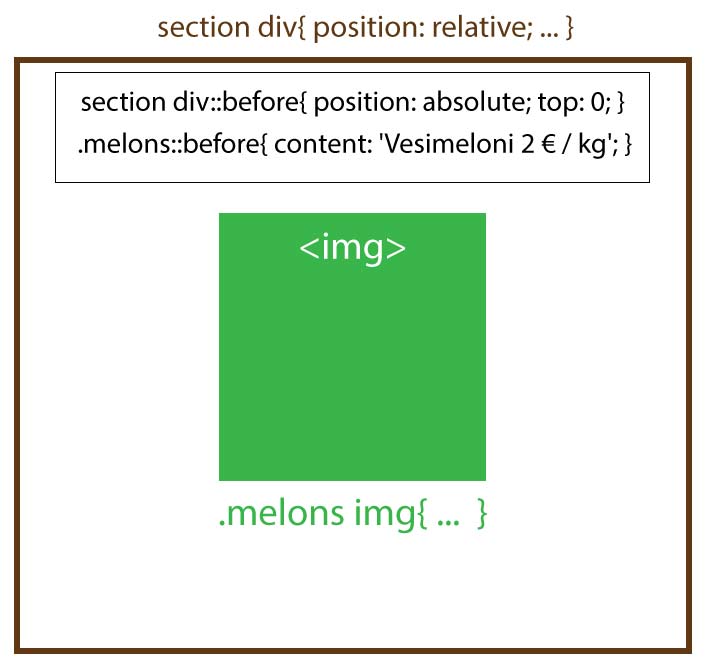 section div{ position: relative; ... }
section div::before{ position: absolute; top: 0; }
.melons::before{ content: 'Vesimeloni 2 € / kg'; }
<img>
.melons img{ ... }